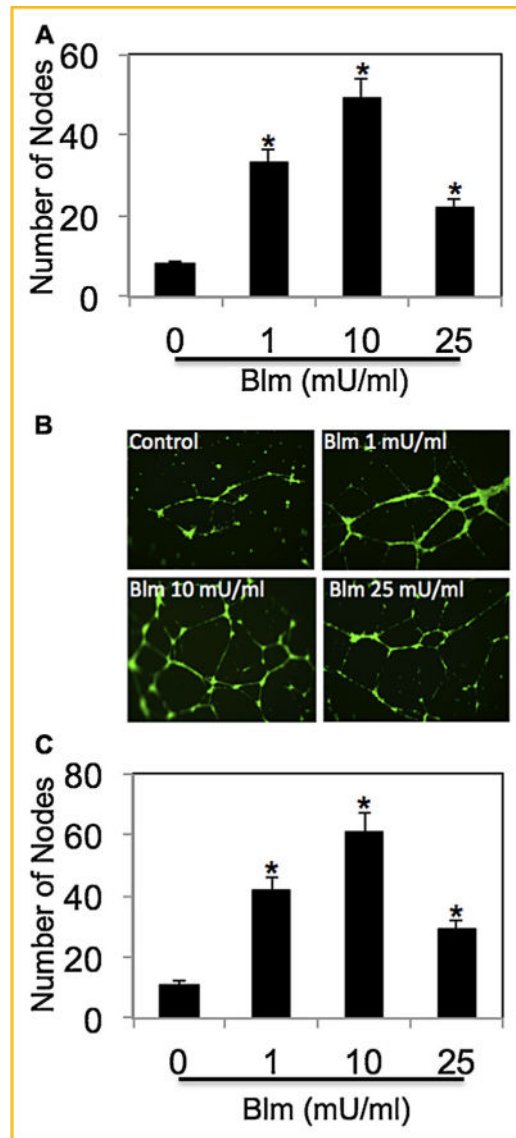 A
Number of Nodes
60
40
20
0
*
*
*
0 1 10 25
Blm (mU/ml)
B
Control
Blm 1 mU/ml
Blm 10 mU/ml
Blm 25 mU/ml
C
Number of Nodes
80
60
40
20
0
*
*
*
0 1 10 25
Blm (mU/ml)